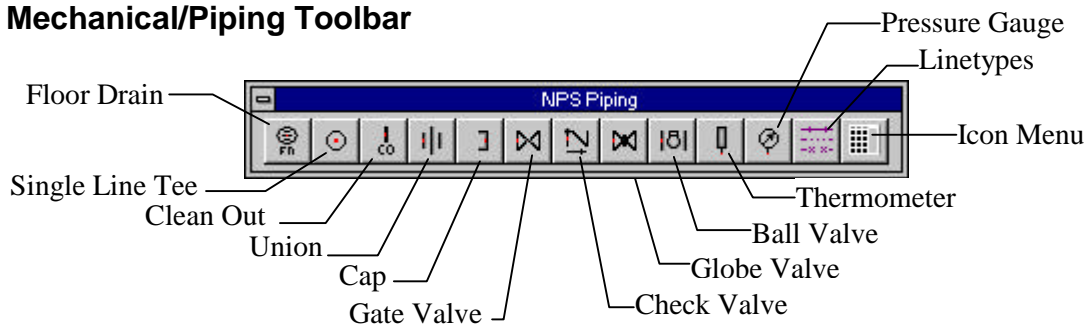 Mechanical/Piping Toolbar
Pressure Gauge
Linetypes
Floor Drain
NPS Piping
FD
CO
Icon Menu
Single Line Tee
Thermometer
Clean Out
Ball Valve
Union
Globe Valve
Cap
Check Valve
Gate Valve